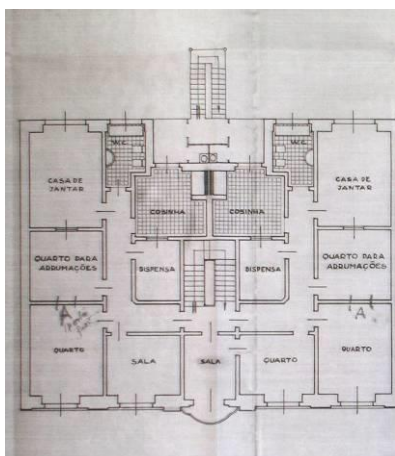 W.C.
W.C.
CASA DE
JANTAR
CASA DE
JANTAR
COSINHA
COSINHA
QUARTO PARA
ARRUMAÇÕES
QUARTO PARA
ARRUMAÇÕES
DISPENSA
DISPENSA
A
A
QUARTO
SALA
SALA
QUARTO
QUARTO